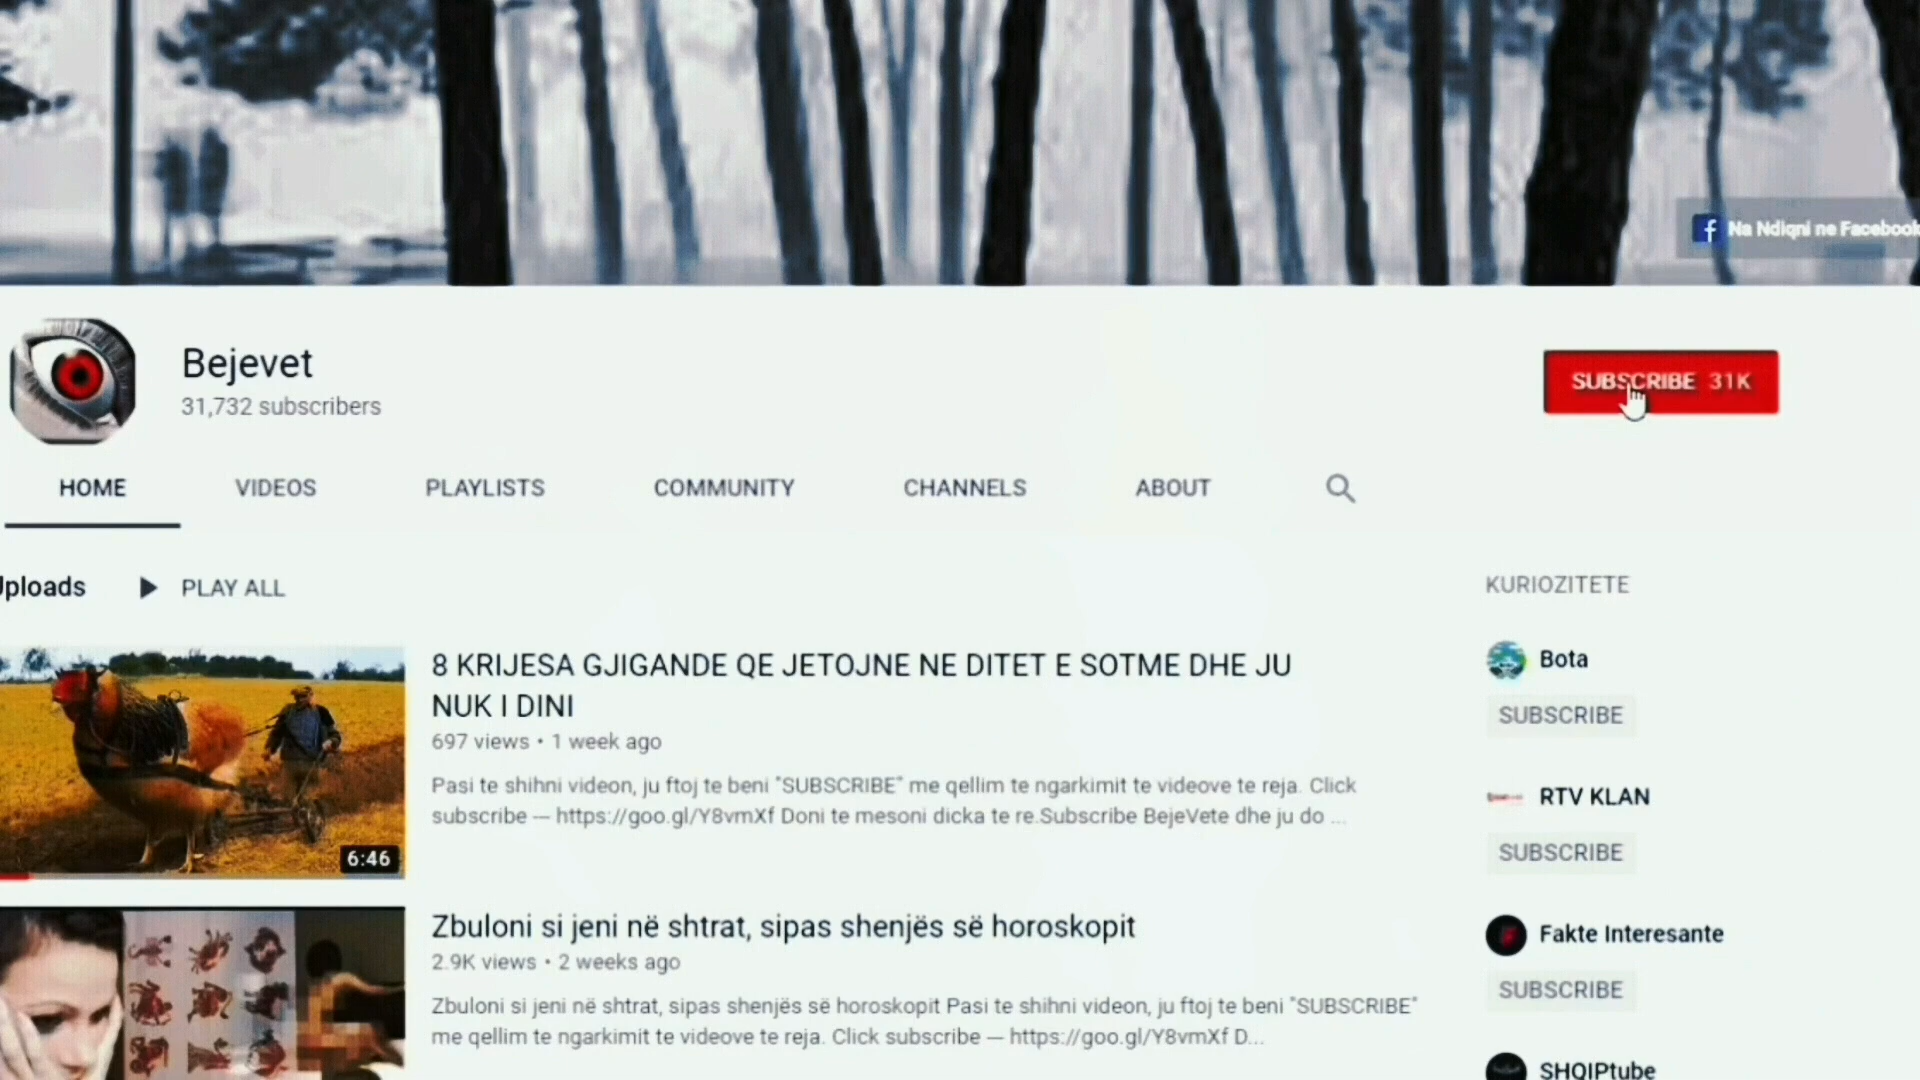 Na Ndiqni ne Facebook
Bejevet
31,732 subscribers
SUBSCRIBE 31K
HOME VIDEOS PLAYLISTS COMMUNITY CHANNELS ABOUT
Uploads PLAY ALL
8 KRIJESA GJIGANDE QE JETOJNE NE DITET E SOTME DHE JU
NUK I DINI
697 views • 1 week ago
Pasi te shihni videon, ju ftoj te beni "SUBSCRIBE" me qellim te ngarkimit te videove te reja. Click
subscribe — https://goo.gl/Y8vmXf Doni te mesoni dicka te re.Subscribe BejeVete dhe ju do ...
6:46
Zbuloni si jeni në shtrat, sipas shenjës së horoskopit
2.9K views • 2 weeks ago
Zbuloni si jeni në shtrat, sipas shenjës së horoskopit Pasi te shihni videon, ju ftoj te beni "SUBSCRIBE"
me qellim te ngarkimit te videove te reja. Click subscribe — https://goo.gl/Y8vmXf D...
KURIOZITETE
Bota
SUBSCRIBE
RTV KLAN
SUBSCRIBE
Fakte Interesante
SUBSCRIBE
SHQIPtube